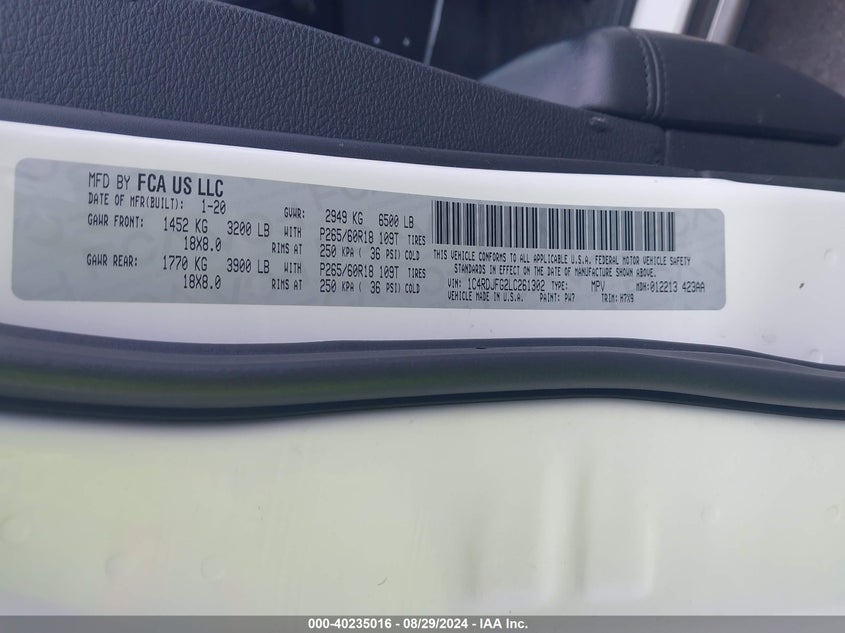 MFD BY FCA US LLC
DATE OF MFR(BUILT): 1-20 GVWR: 2949 KG 6500 LB
GAWR FRONT: 1452 KG 3200 LB WITH P265/60R18 109T TIRES
18X8.0 RIMS AT 250 KPA ( 36 PSI) COLD
GAWR REAR: 1770 KG 3900 LB WITH P265/60R18 109T TIRES
18X8.0 RIMS AT 250 KPA ( 36 PSI) COLD
THIS VEHICLE CONFORMS TO ALL APPLICABLE U.S.A. FEDERAL MOTOR VEHICLE SAFETY
STANDARDS IN EFFECT ON THE DATE OF MANUFACTURE SHOWN ABOVE.
VIN: 1C4RDJFG2LC261302 TYPE: MPV MDH: 012213 423AA
VEHICLE MADE IN U.S.A. PAINT: PW7 TRIM: H7X9
000-40235016 - 08/29/2024 - IAA Inc.